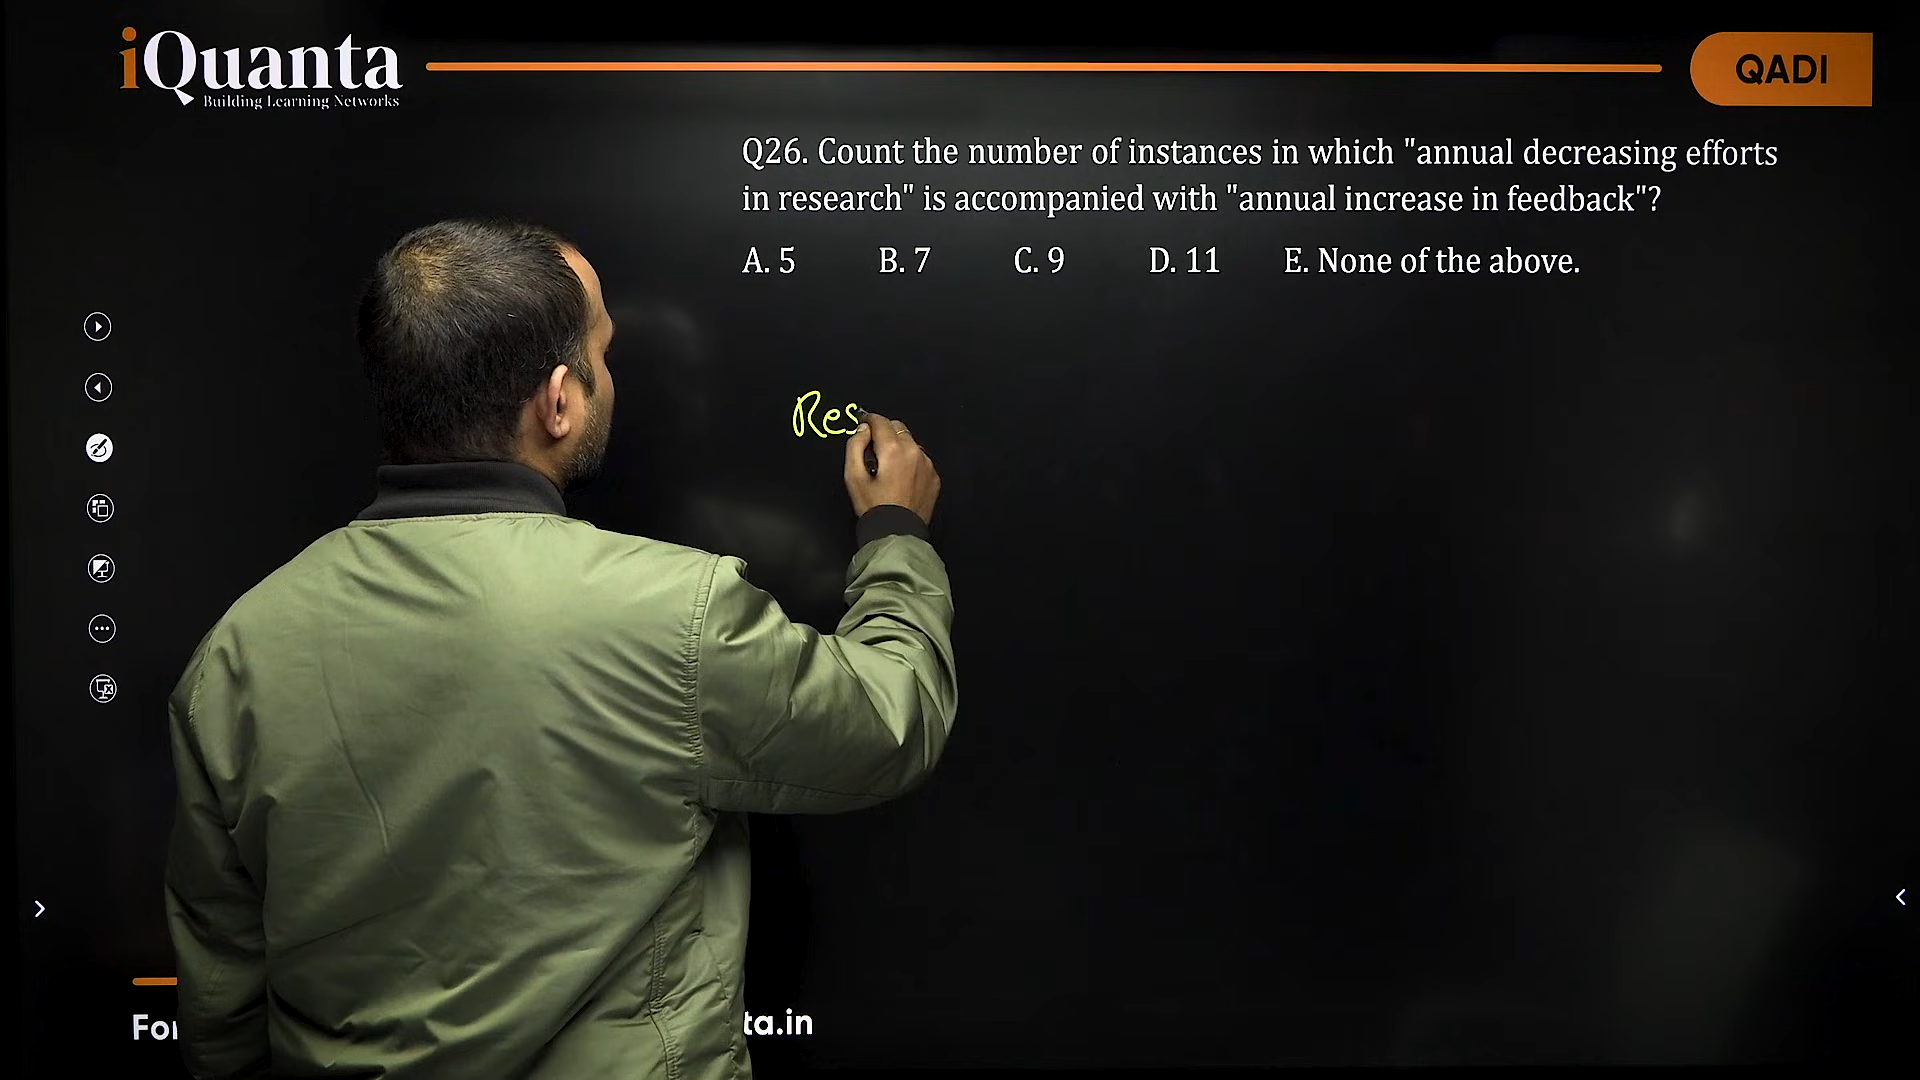 iQuanta
Building Learning Networks
QADI
Q26. Count the number of instances in which "annual decreasing efforts
in research" is accompanied with "annual increase in feedback"?
A. 5 B. 7 C. 9 D. 11 E. None of the above.
Res
For ta.in